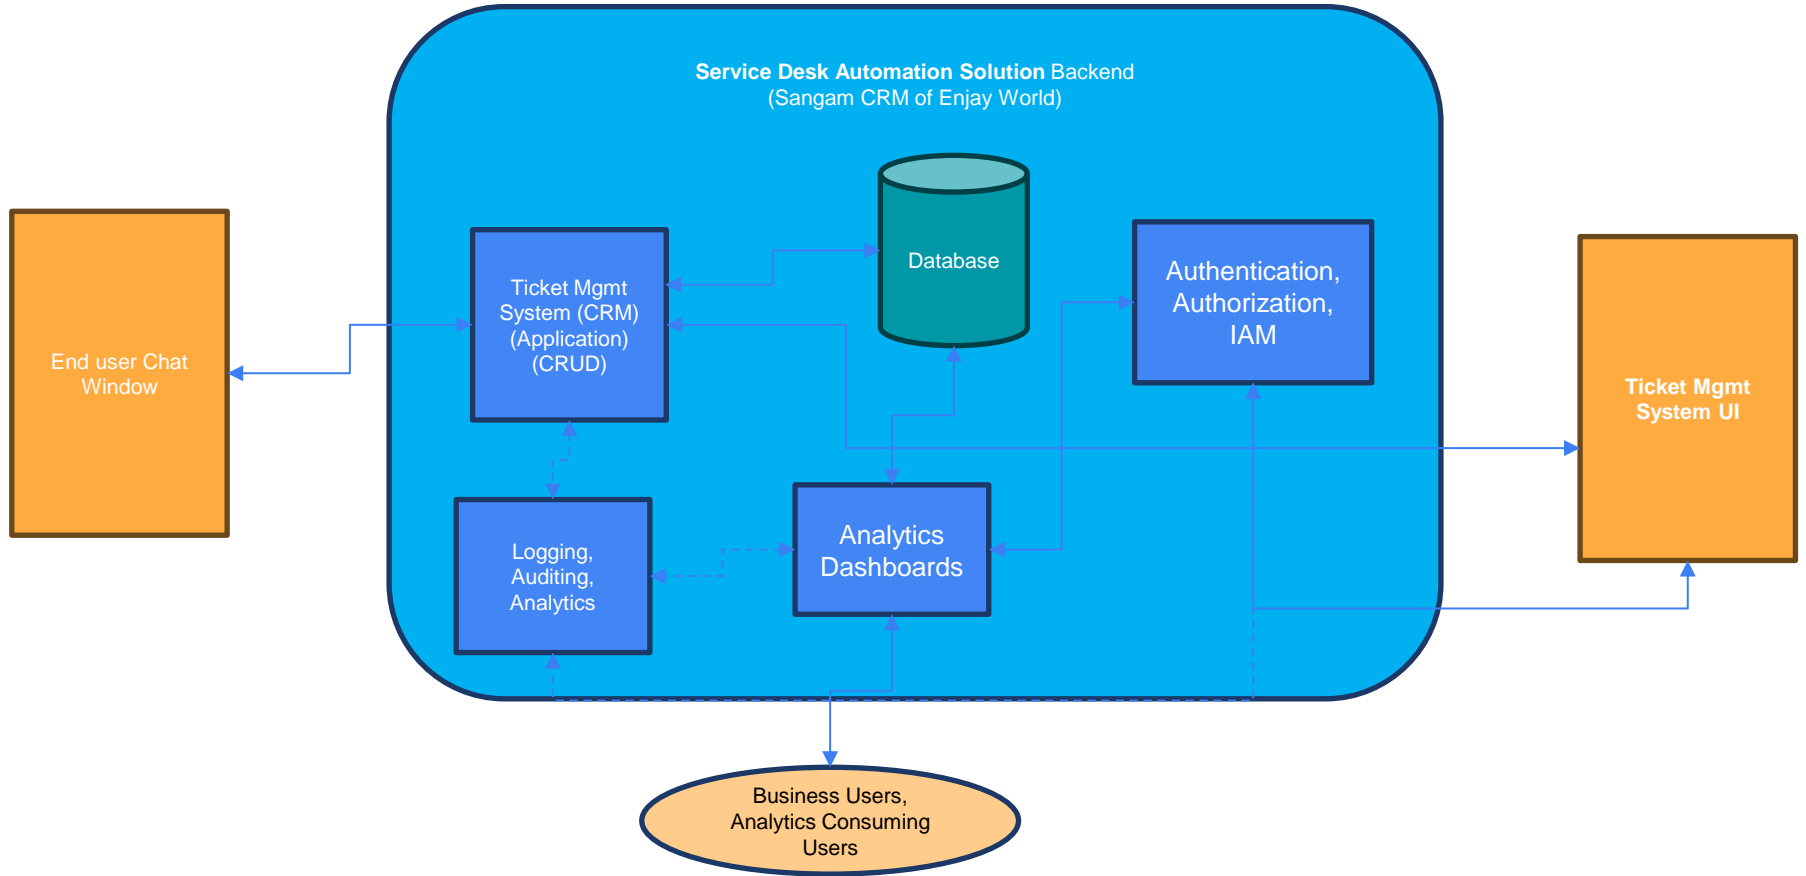 Service Desk Automation Solution Backend
(Sangam CRM of Enjay World)
End user Chat
Window
Ticket Mgmt
System (CRM)
(Application)
(CRUD)
Database
Authentication,
Authorization,
IAM
Ticket Mgmt
System UI
Logging,
Auditing,
Analytics
Analytics
Dashboards
Business Users,
Analytics Consuming
Users